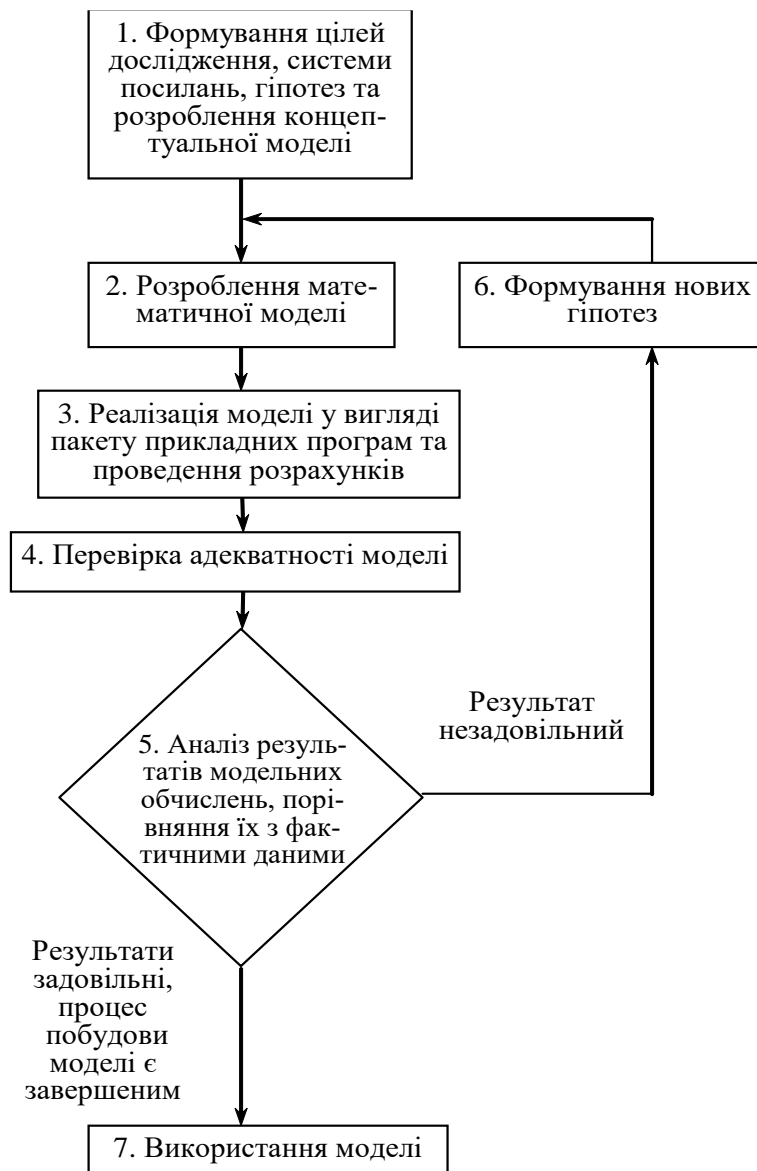 1. Формування цілей
дослідження, системи
посилань, гіпотез та
розроблення концеп-
туальної моделі
2. Розроблення мате-
матичної моделі
6. Формування нових
гіпотез
3. Реалізація моделі у вигляді
пакету прикладних програм та
проведення розрахунків
4. Перевірка адекватності моделі
Результат
незадовільний
5. Аналіз резуль-
татів модельних
обчислень, порі-
вняння їх з фак-
тичними даними
Результати
задовільні,
процес
побудови
моделі є
завершеним
7. Використання моделі